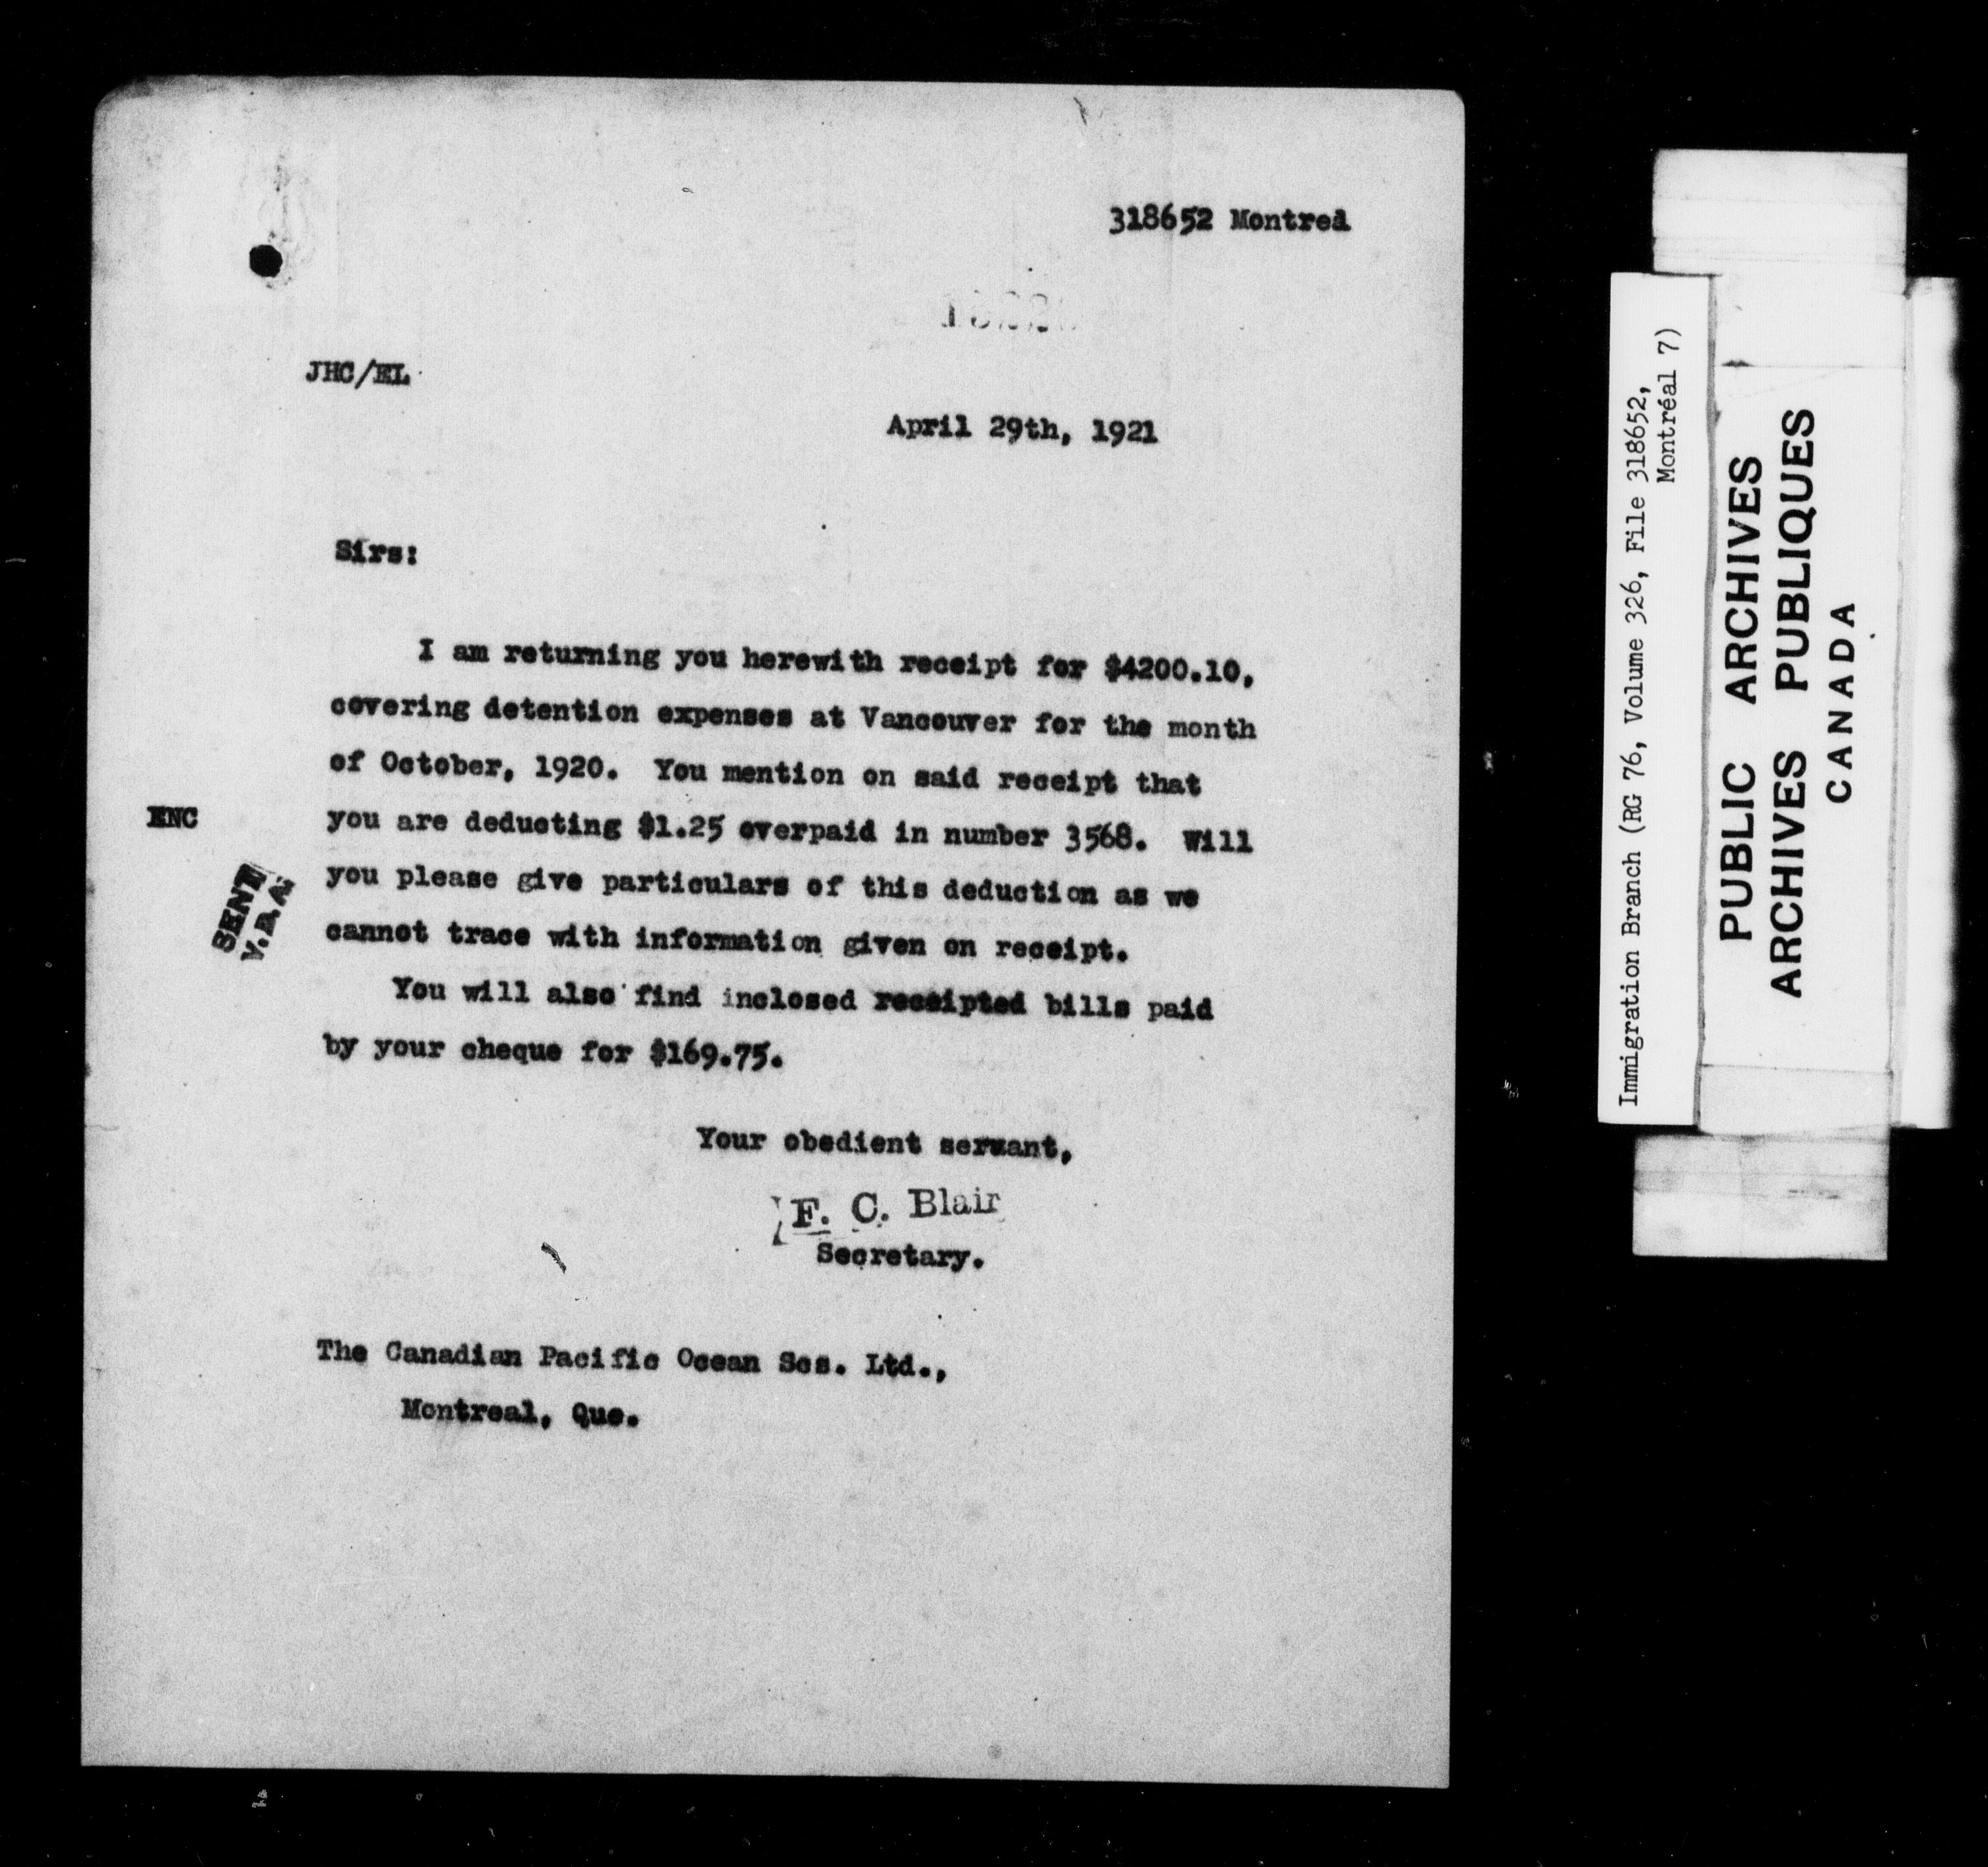 318652 Montreal
JHC/EL
April 29th, 1921
Sirs:
I am returning you herewith receipt for $4200.10,
covering detention expenses at Vancouver for the month
of October, 1920. You mention on said receipt that
ENC
you are deducting $1.25 overpaid in number 3568. Will
you please give particulars of this deduction as we
cannot trace with information given on receipt.
SENT
You will also find inclosed receipted bills paid
by your cheque for $169.75.
Your obedient servant,
F. C. Blair
Secretary.
The Canadian Pacific Ocean Scs. Ltd.,
Montreal, Que.
Immigration Branch (RG 76, Volume 326, File 318652,
Montréal 7)
PUBLIC ARCHIVES
ARCHIVES PUBLIQUES
CANADA